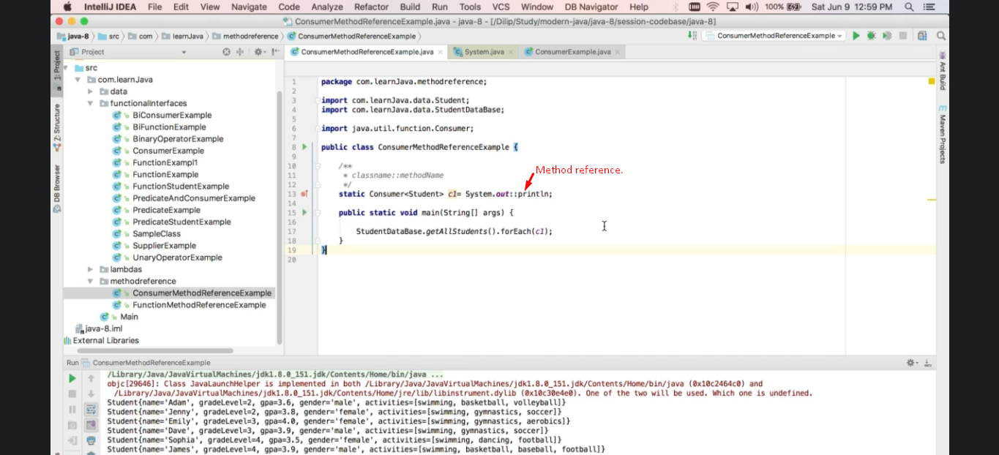 IntelliJ IDEA File Edit View Navigate Code Analyze Refactor Build Run Tools VCS Window DB Navigator Help 100% Sat Jun 9 12:59 PM
ConsumerMethodReferenceExample.java - java-8 - [/Dilip/Study/modern-java/java-8/session-codebase/java-8]
java-8 src com learnJava methodreference ConsumerMethodReferenceExample
ConsumerMethodReferenceExample
Project
ConsumerMethodReferenceExample.java System.java ConsumerExample.java
1: Project
Z: Structure
DB Browser
src
com.learnJava
data
functionalInterfaces
BiConsumerExample
BiFunctionExample
BinaryOperatorExample
ConsumerExample
FunctionExampl1
FunctionExample
FunctionStudentExample
PredicateAndConsumerExample
PredicateExample
PredicateStudentExample
SampleClass
SupplierExample
UnaryOperatorExample
lambdas
methodreference
ConsumerMethodReferenceExample
FunctionMethodReferenceExample
Main
java-8.iml
External Libraries
1 package com.learnJava.methodreference;
2
3 import com.learnJava.data.Student;
4 import com.learnJava.data.StudentDataBase;
5
6 import java.util.function.Consumer;
7
8 public class ConsumerMethodReferenceExample {
9
10 /**
11 * classname::methodName
12 */
13 static Consumer<Student> c1= System.out::println;
14
15 public static void main(String[] args) {
16
17 StudentDataBase.getAllStudents().forEach(c1);
18 }
19 }
20
Method reference.
Ant Build
Maven Projects
Run ConsumerMethodReferenceExample
/Library/Java/JavaVirtualMachines/jdk1.8.0_151.jdk/Contents/Home/bin/java ...
objc[29646]: Class JavaLaunchHelper is implemented in both /Library/Java/JavaVirtualMachines/jdk1.8.0_151.jdk/Contents/Home/bin/java (0x10c2464c0) and
/Library/Java/JavaVirtualMachines/jdk1.8.0_151.jdk/Contents/Home/jre/lib/libinstrument.dylib (0x10c30e4e0). One of the two will be used. Which one is undefined.
Student{name='Adam', gradeLevel=2, gpa=3.6, gender='male', activities=[swimming, basketball, volleyball]}
Student{name='Jenny', gradeLevel=2, gpa=3.8, gender='female', activities=[swimming, gymnastics, soccer]}
Student{name='Emily', gradeLevel=3, gpa=4.0, gender='female', activities=[swimming, gymnastics, aerobics]}
Student{name='Dave', gradeLevel=3, gpa=3.9, gender='male', activities=[swimming, gymnastics, soccer]}
Student{name='Sophia', gradeLevel=4, gpa=3.5, gender='female', activities=[swimming, dancing, football]}
Student{name='James', gradeLevel=4, gpa=3.9, gender='male', activities=[swimming, basketball, baseball, football]}